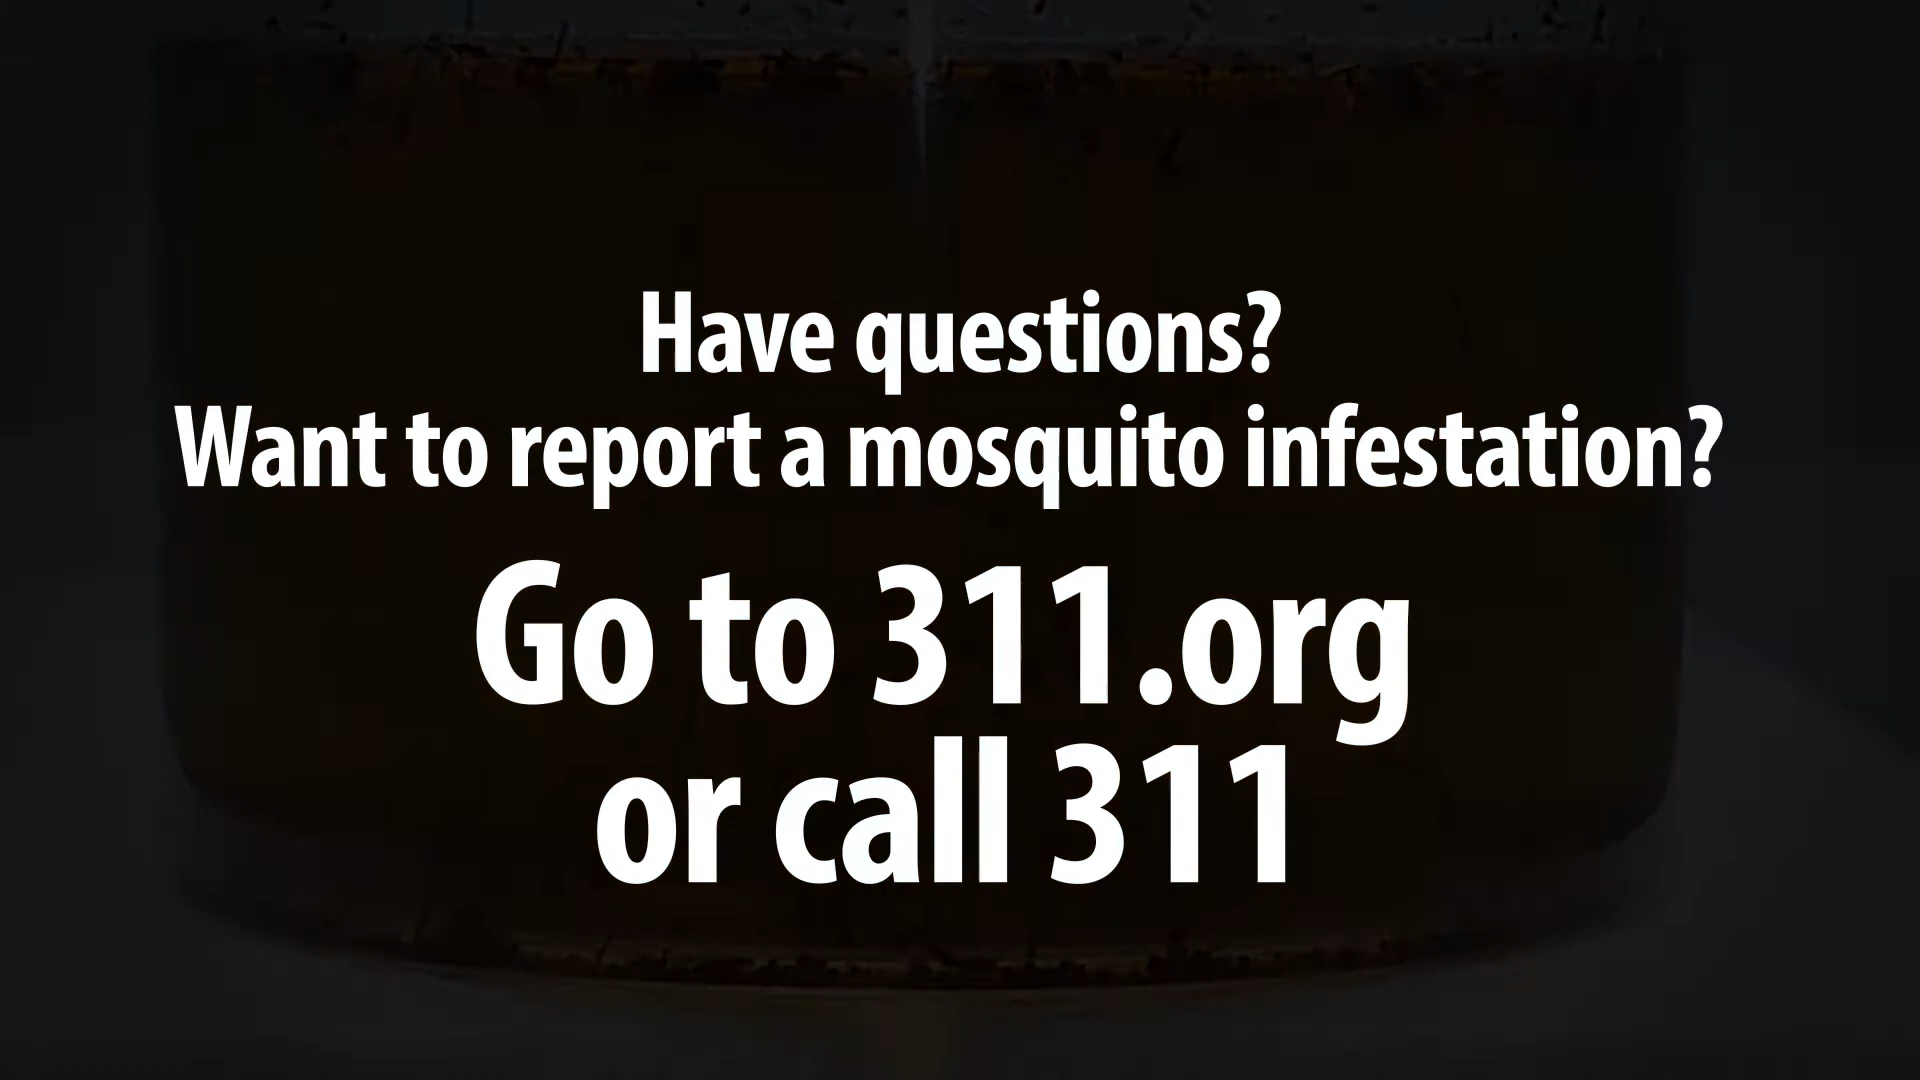 Have questions?
Want to report a mosquito infestation?
Go to 311.org
or call 311